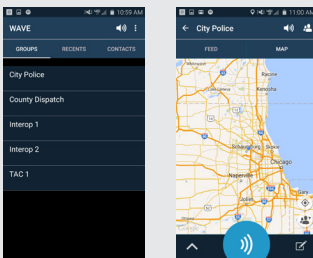 10:59 AM
WAVE
GROUPS RECENTS CONTACTS
City Police
County Dispatch
Interop 1
Interop 2
TAC 1
11:00 AM
City Police
FEED MAP
Racine
Kenosha
Schaumburg
Chicago
Naperville
Joliet
Gary